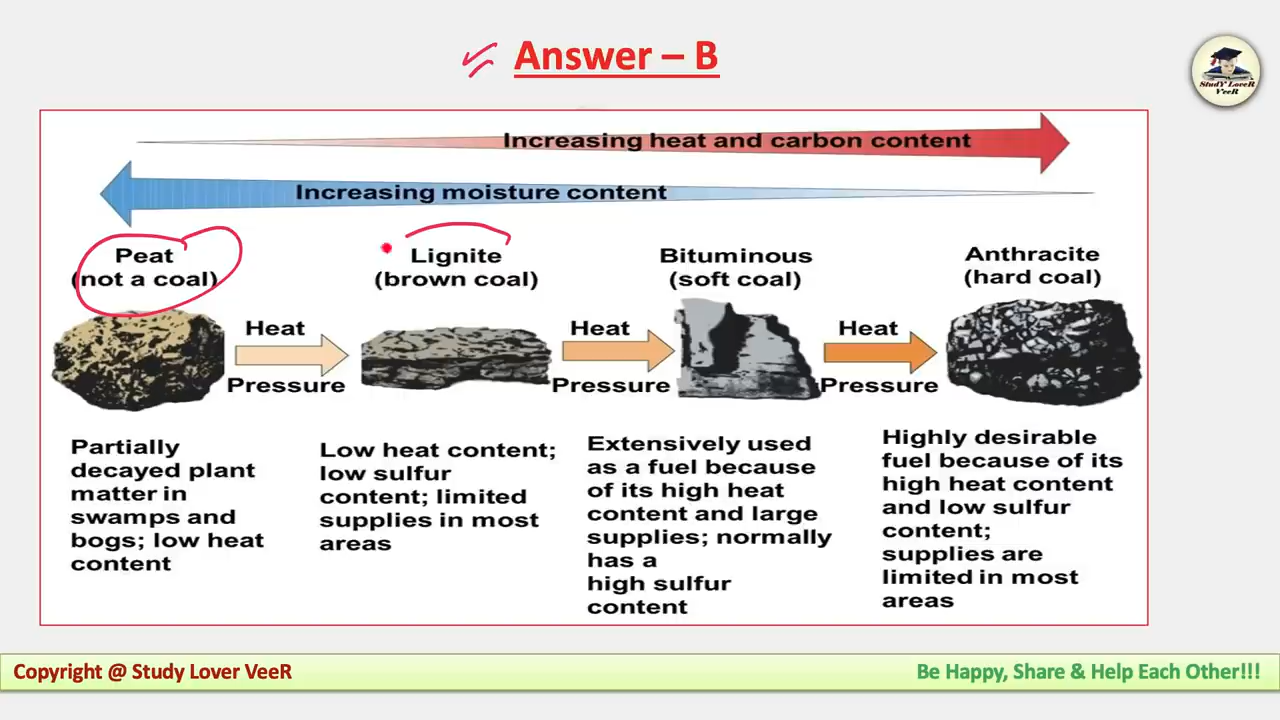 Answer – B
StudY LoveR
VeeR
Increasing heat and carbon content
Increasing moisture content
Peat
(not a coal)
Lignite
(brown coal)
Bituminous
(soft coal)
Anthracite
(hard coal)
Heat
Pressure
Heat
Pressure
Heat
Pressure
Partially
decayed plant
matter in
swamps and
bogs; low heat
content
Low heat content;
low sulfur
content; limited
supplies in most
areas
Extensively used
as a fuel because
of its high heat
content and large
supplies; normally
has a
high sulfur
content
Highly desirable
fuel because of its
high heat content
and low sulfur
content;
supplies are
limited in most
areas
Copyright @ Study Lover VeeR
Be Happy, Share & Help Each Other!!!